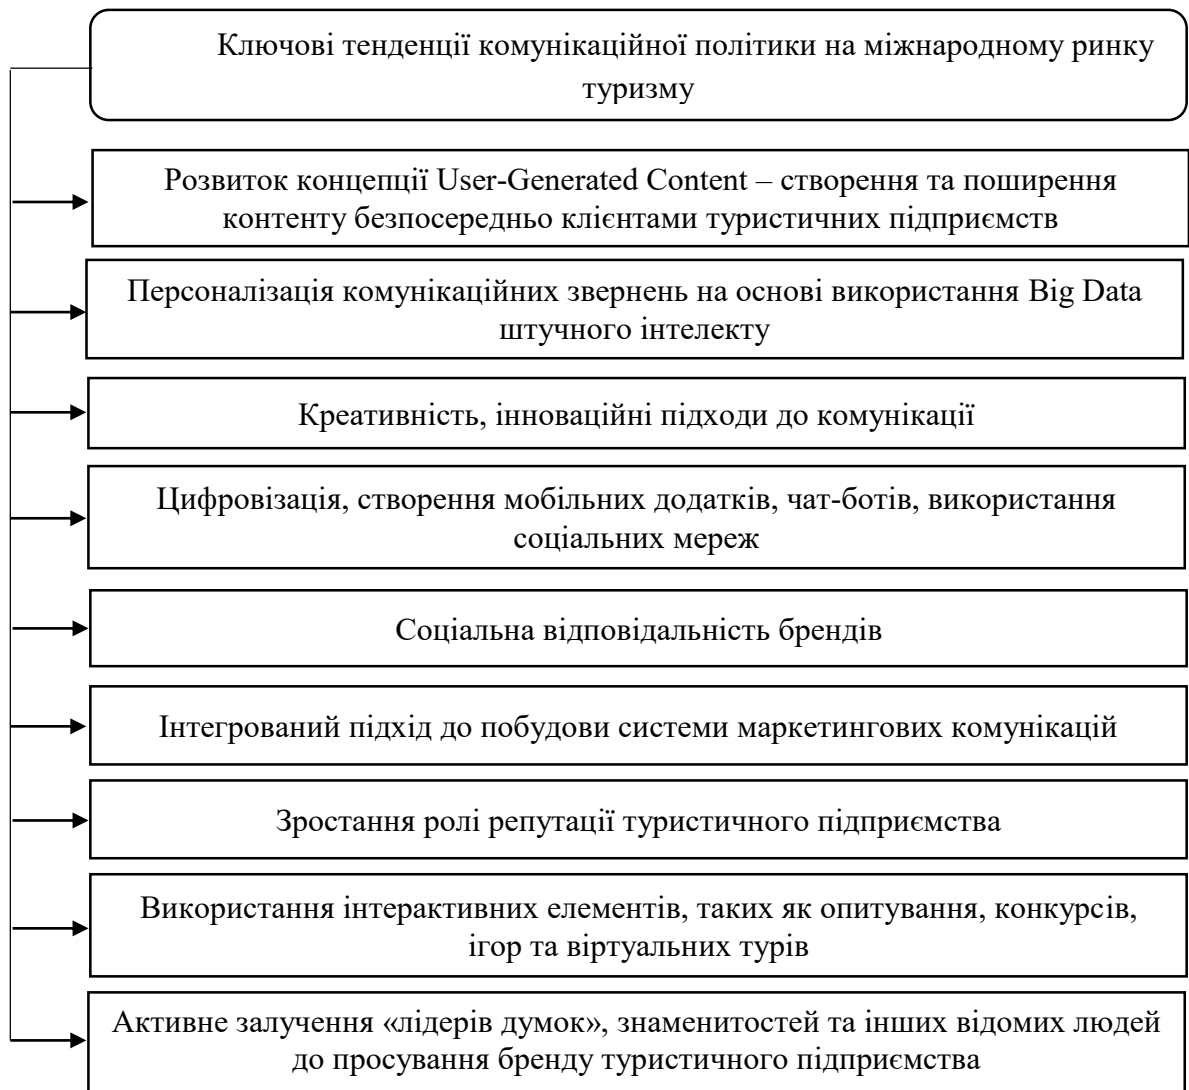 Ключові тенденції комунікаційної політики на міжнародному ринку
туризму
Розвиток концепції User-Generated Content – створення та поширення
контенту безпосередньо клієнтами туристичних підприємств
Персоналізація комунікаційних звернень на основі використання Big Data
штучного інтелекту
Креативність, інноваційні підходи до комунікації
Цифровізація, створення мобільних додатків, чат-ботів, використання
соціальних мереж
Соціальна відповідальність брендів
Інтегрований підхід до побудови системи маркетингових комунікацій
Зростання ролі репутації туристичного підприємства
Використання інтерактивних елементів, таких як опитування, конкурсів,
ігор та віртуальних турів
Активне залучення «лідерів думок», знаменитостей та інших відомих людей
до просування бренду туристичного підприємства